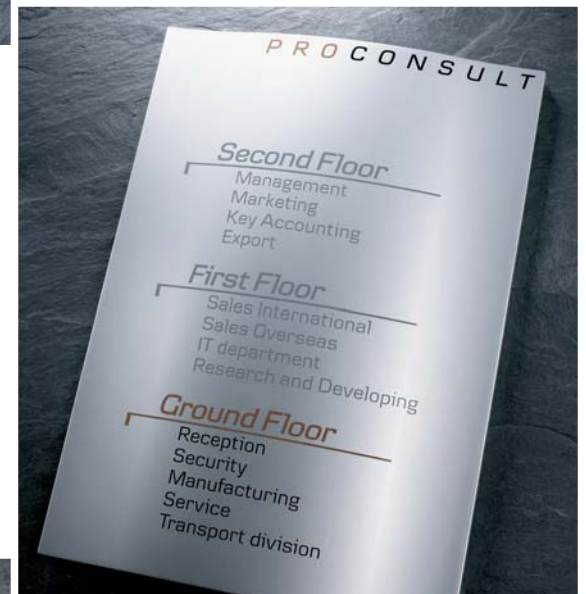 PROCONSULT
Second Floor
Management
Marketing
Key Accounting
Export
First Floor
Sales International
Sales Overseas
IT department
Research and Developing
Ground Floor
Reception
Security
Manufacturing
Service
Transport division